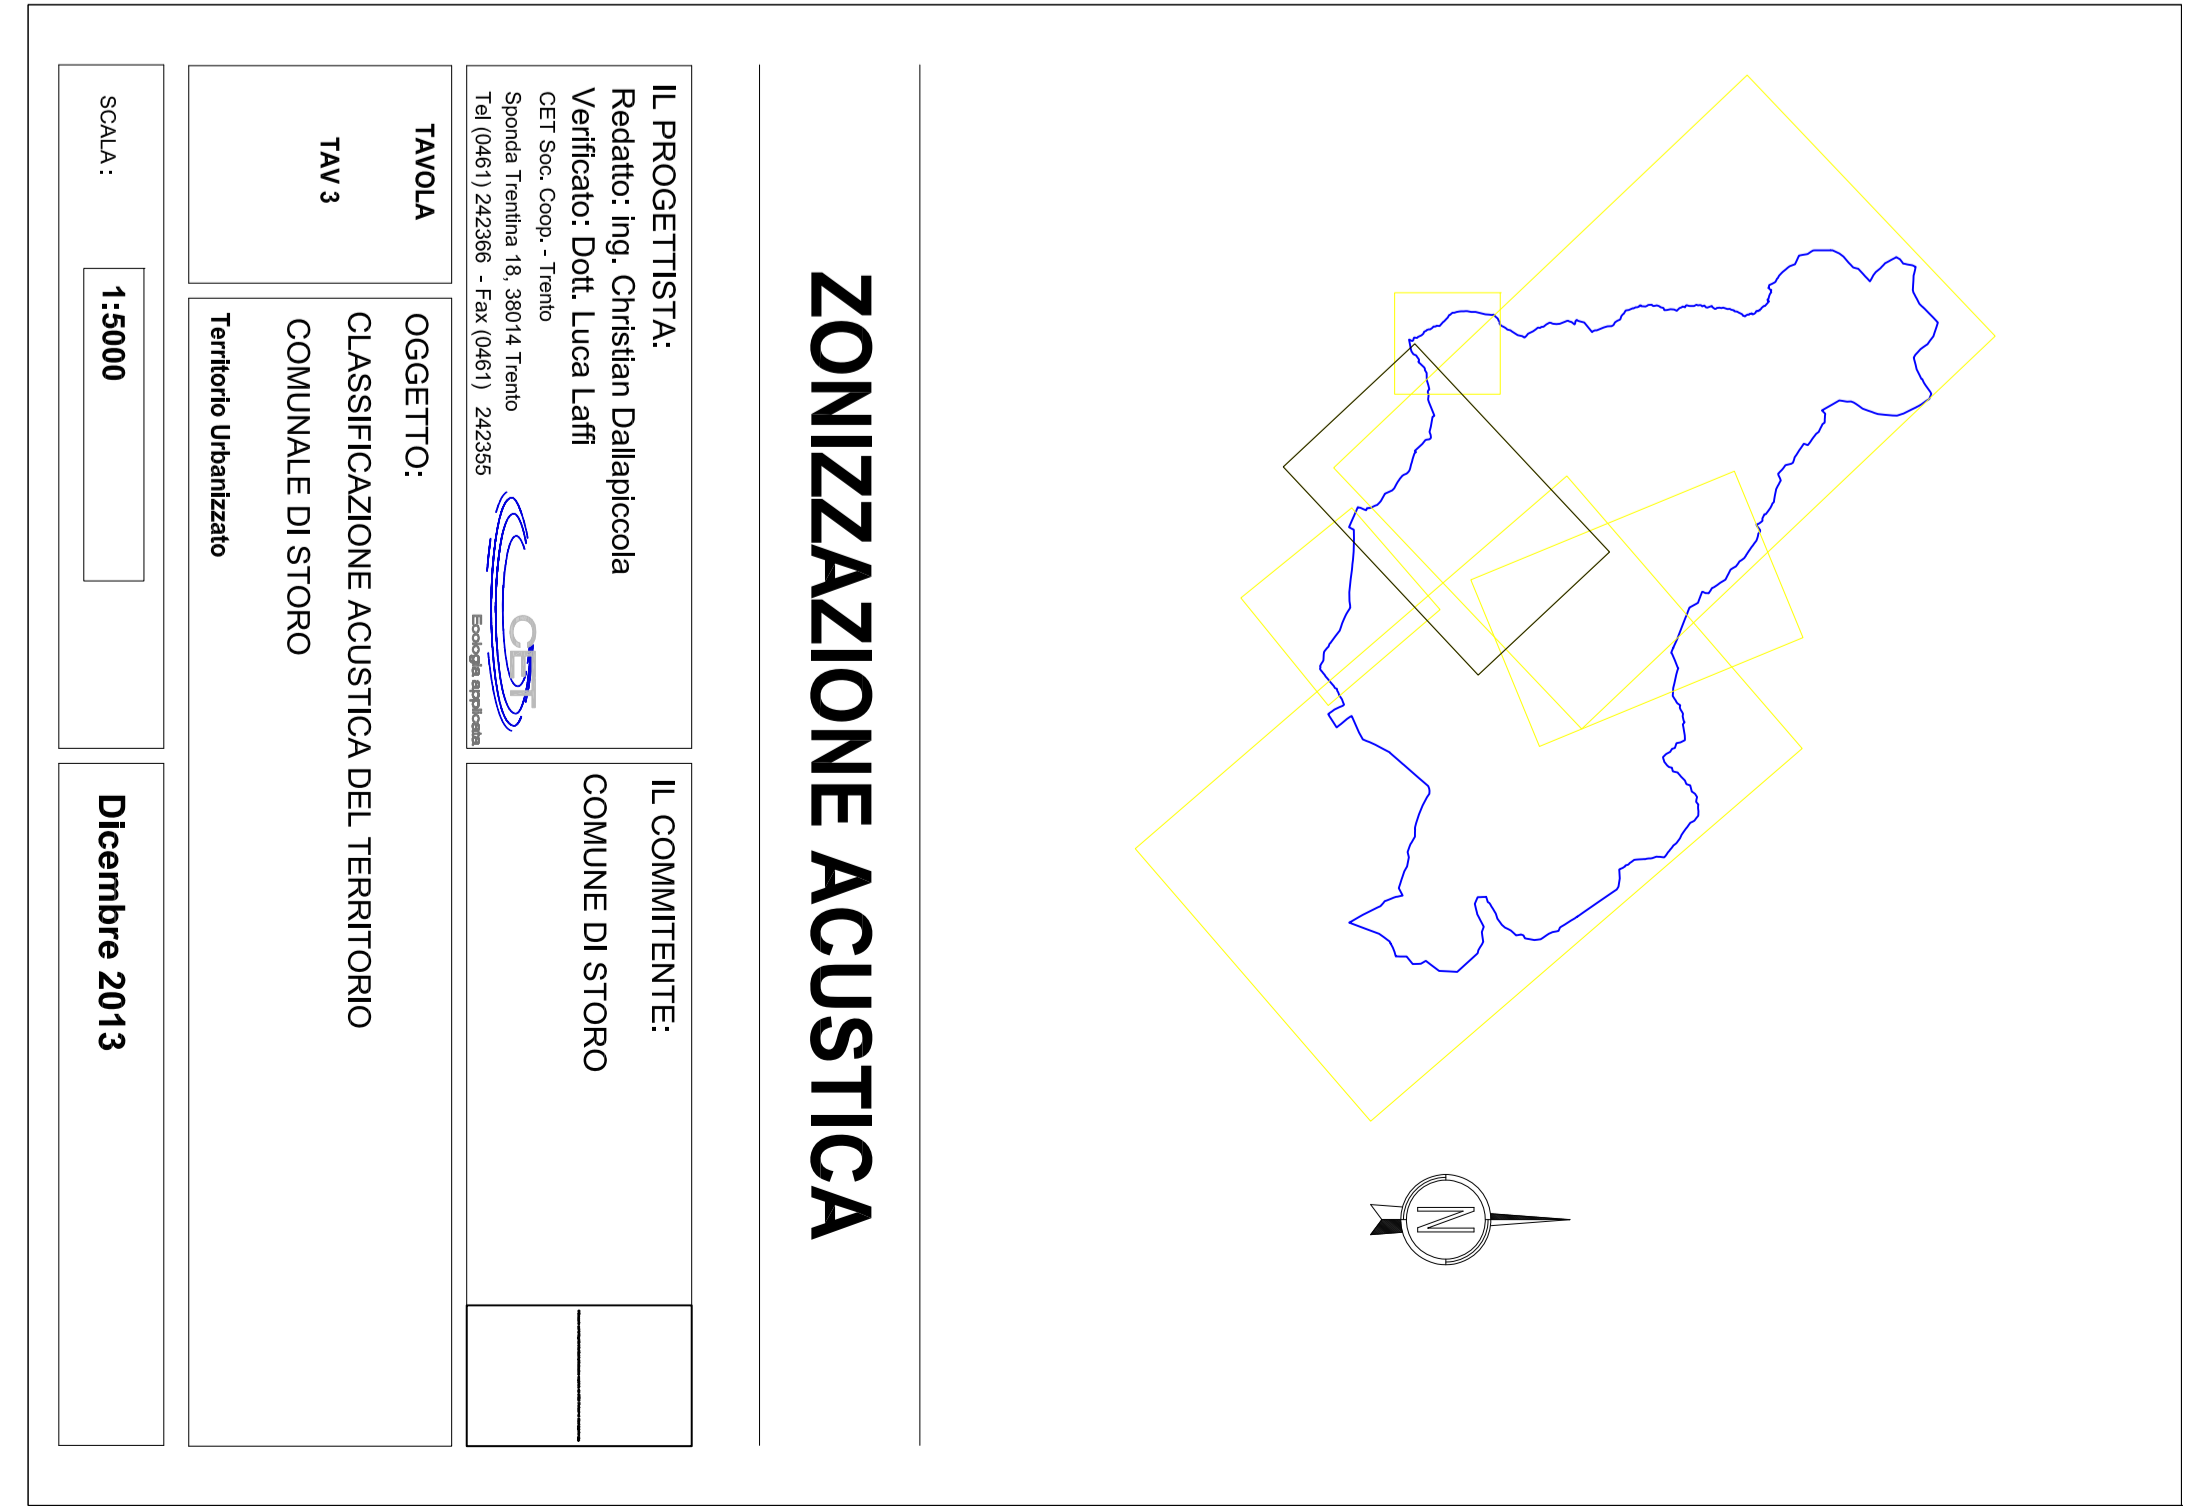 N
ZONIZZAZIONE ACUSTICA
IL PROGETTISTA:
Redatto: ing. Christian Dallapiccola
Verificato: Dott. Luca Laffi
CET Soc. Coop. - Trento
Sponda Trentina 18, 38014 Trento
Tel (0461) 242366 - Fax (0461) 242355
CET
Ecologia applicata
IL COMMITENTE:
COMUNE DI STORO
TAVOLA
TAV 3
OGGETTO:
CLASSIFICAZIONE ACUSTICA DEL TERRITORIO
COMUNALE DI STORO
Territorio Urbanizzato
SCALA :
1:5000
Dicembre 2013